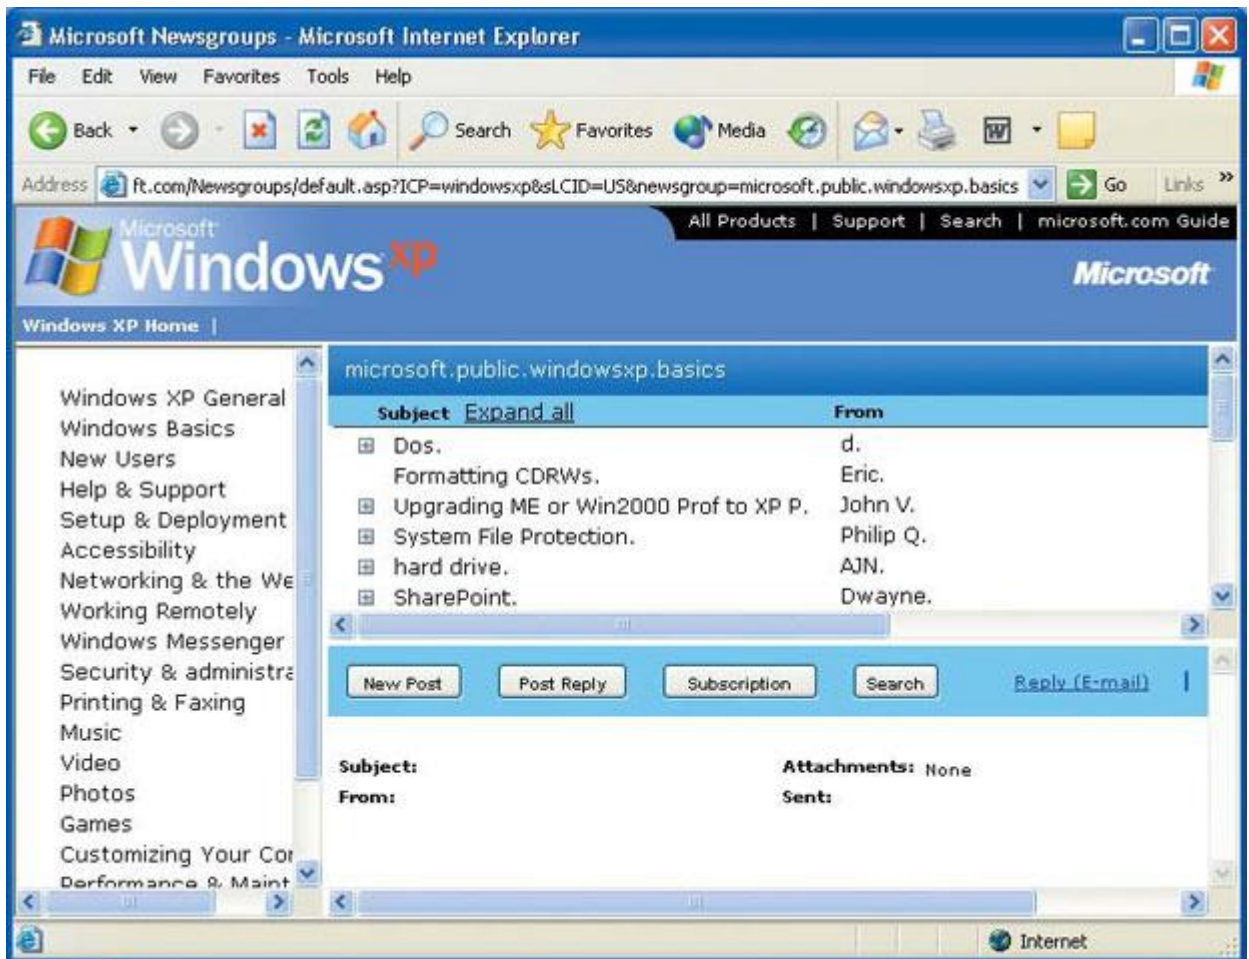 Microsoft Newsgroups - Microsoft Internet Explorer
File Edit View Favorites Tools Help
Back Search Favorites Media
Address ft.com/Newsgroups/default.asp?ICP=windowsxp&sLCID=US&newsgroup=microsoft.public.windowsxp.basics Go Links »
All Products | Support | Search | microsoft.com Guide
Microsoft
Windows xp
Microsoft
Windows XP Home |
Windows XP General
Windows Basics
New Users
Help & Support
Setup & Deployment
Accessibility
Networking & the We
Working Remotely
Windows Messenger
Security & administra
Printing & Faxing
Music
Video
Photos
Games
Customizing Your Cor
Performance & Maint
microsoft.public.windowsxp.basics
Subject Expand all From
Dos. d.
Formatting CDRWs. Eric.
Upgrading ME or Win2000 Prof to XP P. John V.
System File Protection. Philip Q.
hard drive. AJN.
SharePoint. Dwayne.
New Post Post Reply Subscription Search Reply (E-mail) |
Subject: Attachments: None
From: Sent:
Internet